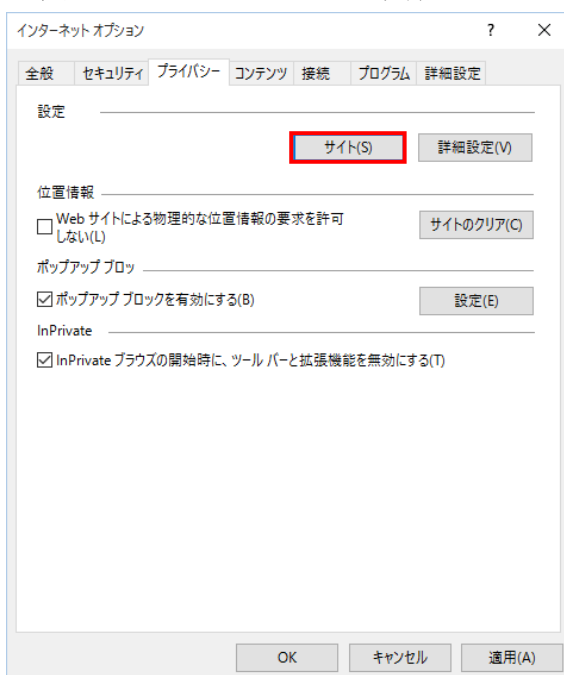 インターネット オプション ? ×
全般 セキュリティ プライバシー コンテンツ 接続 プログラム 詳細設定
設定
サイト(S) 詳細設定(V)
位置情報
Web サイトによる物理的な位置情報の要求を許可
しない(L)
サイトのクリア(C)
ポップアップ ブロッ
ポップアップ ブロックを有効にする(B) 設定(E)
InPrivate
InPrivate ブラウズの開始時に、ツール バーと拡張機能を無効にする(T)
OK キャンセル 適用(A)